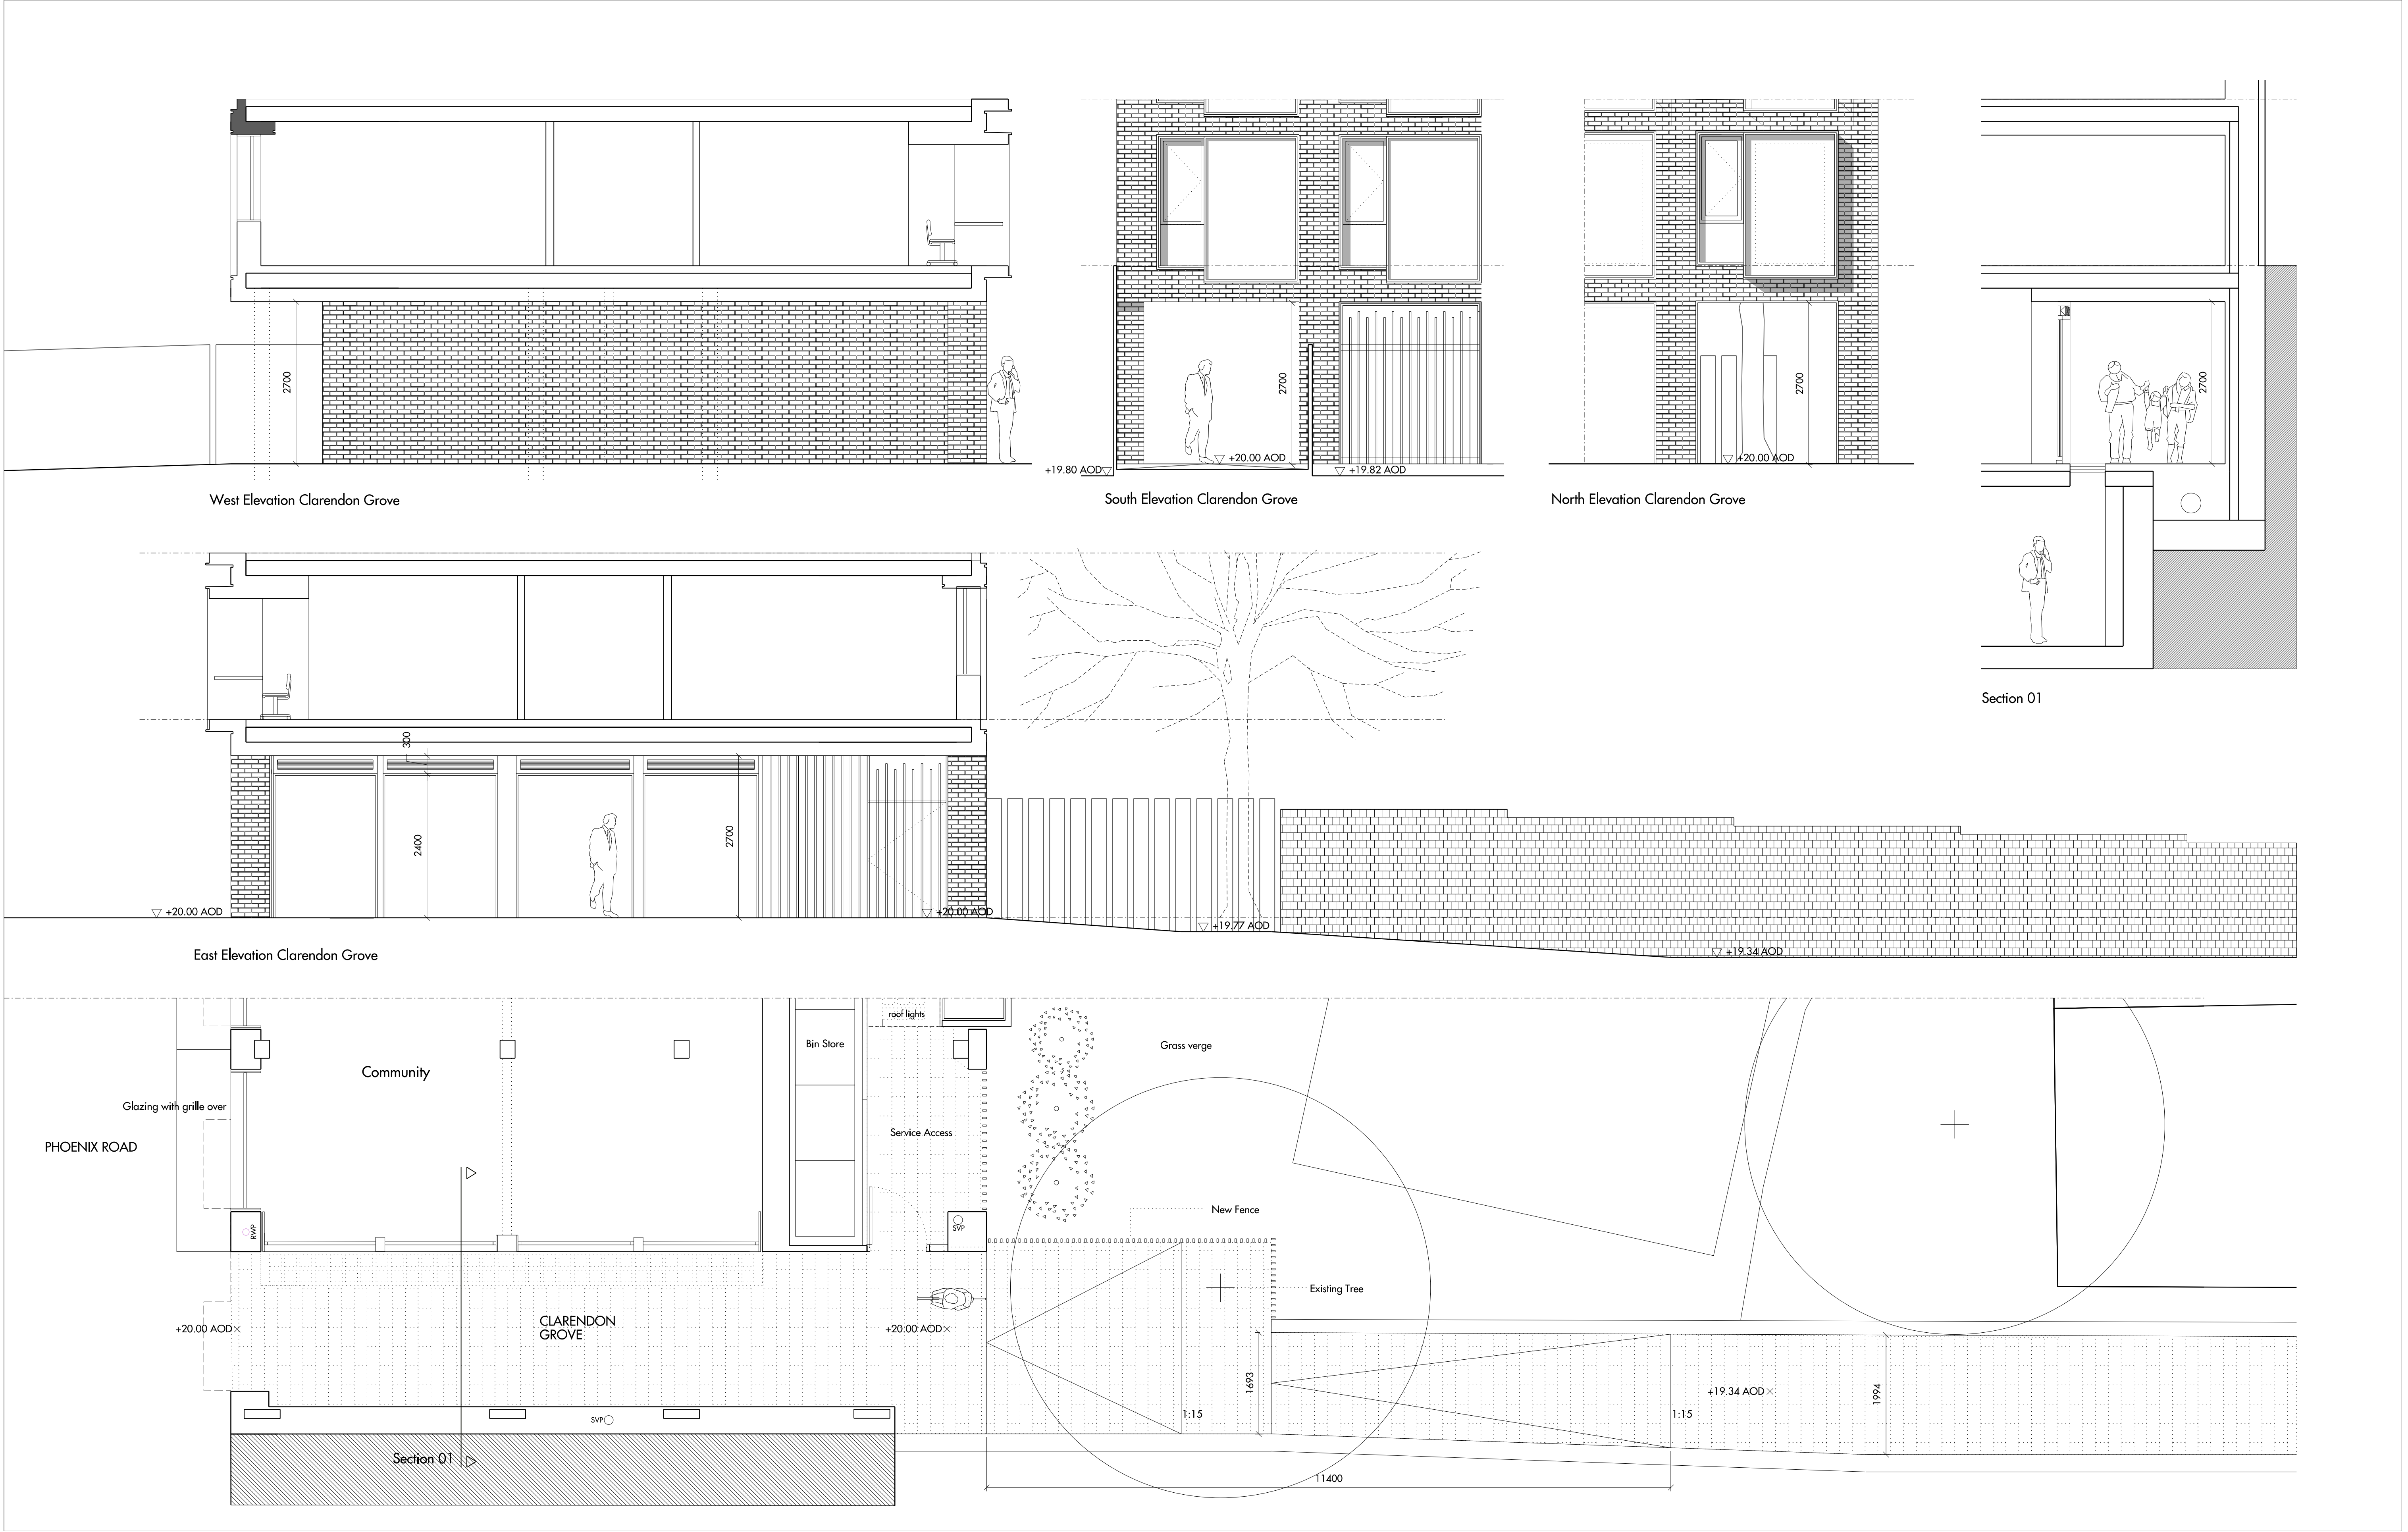 2700
West Elevation Clarendon Grove
2700
+20.00 AOD
+19.80 AOD
+19.82 AOD
South Elevation Clarendon Grove
2700
+20.00 AOD
North Elevation Clarendon Grove
2700
Section 01
300
2400
2700
+20.00 AOD
+20.00 AOD
+19.77 AOD
+19.34 AOD
East Elevation Clarendon Grove
roof lights
Bin Store
Grass verge
Community
Glazing with grille over
Service Access
PHOENIX ROAD
New Fence
RWP
SVP
Existing Tree
CLARENDON
GROVE
+20.00 AOD
+20.00 AOD
1693
+19.34 AOD
1994
1:15
1:15
SVP
Section 01
11400